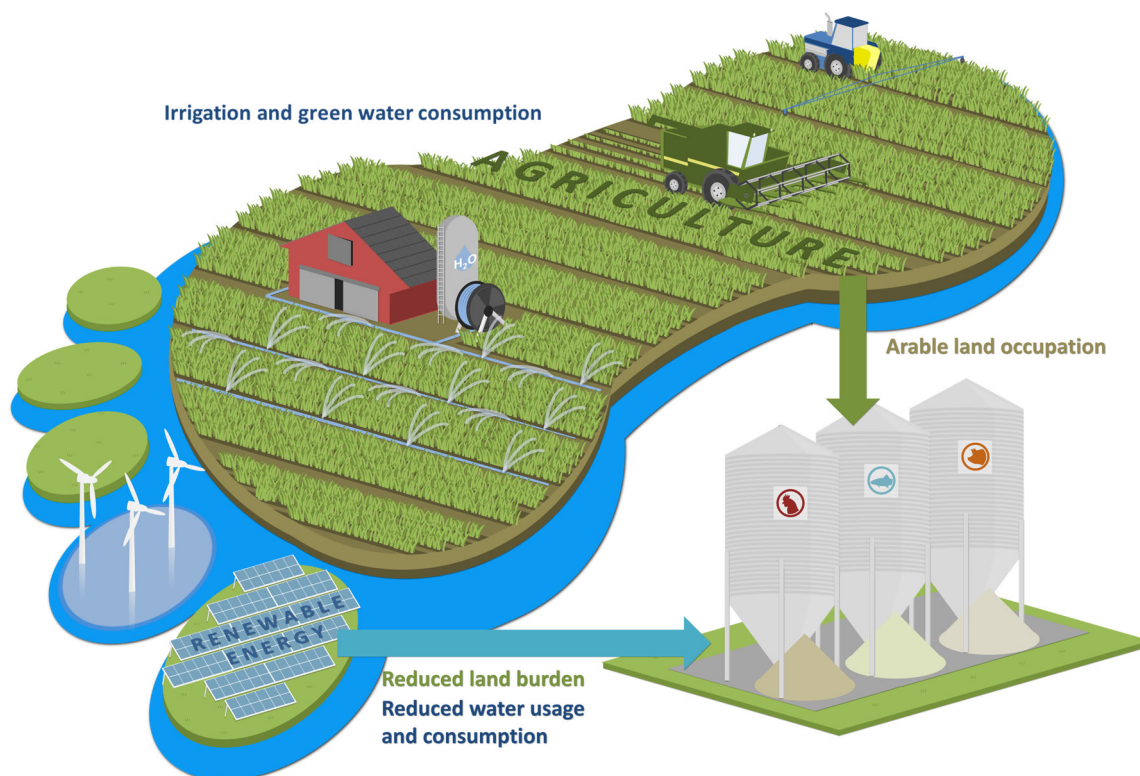 Irrigation and green water consumption
AGRICULTURE
H₂O
Arable land occupation
RENEWABLE
ENERGY
Reduced land burden
Reduced water usage
and consumption